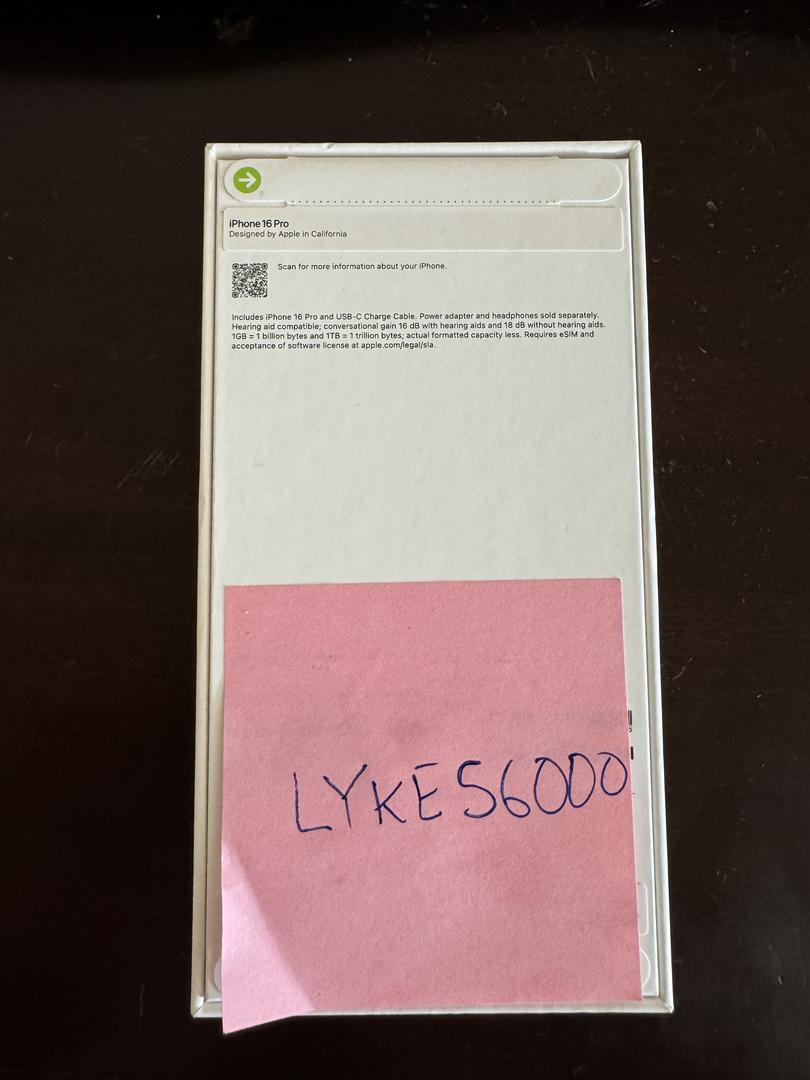 iPhone 16 Pro
Designed by Apple in California
Scan for more information about your iPhone.
Includes iPhone 16 Pro and USB-C Charge Cable. Power adapter and headphones sold separately.
Hearing aid compatible; conversational gain 16 dB with hearing aids and 18 dB without hearing aids.
1GB = 1 billion bytes and 1TB = 1 trillion bytes; actual formatted capacity less. Requires eSIM and
acceptance of software license at apple.com/legal/sla.
LYKES6000